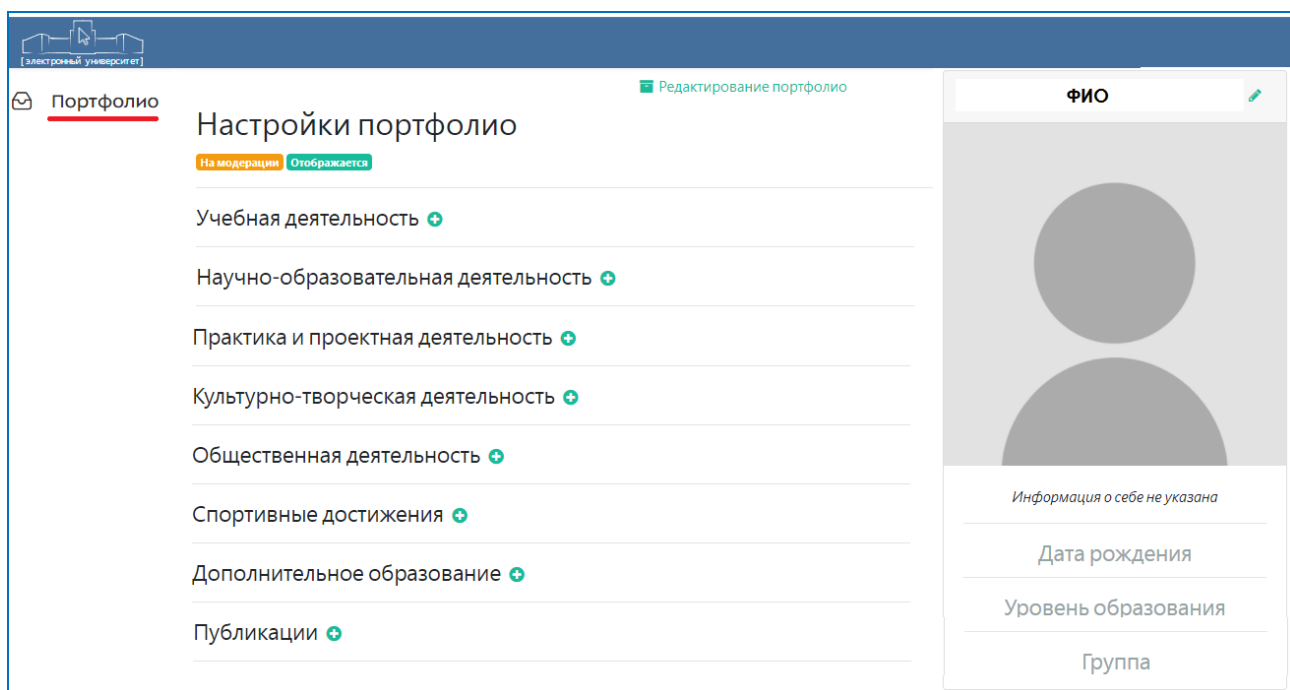 [электронный университет]
Портфолио
Редактирование портфолио
Настройки портфолио
На модерации Отображается
Учебная деятельность
Научно-образовательная деятельность
Практика и проектная деятельность
Культурно-творческая деятельность
Общественная деятельность
Спортивные достижения
Дополнительное образование
Публикации
ФИО
Информация о себе не указана
Дата рождения
Уровень образования
Группа